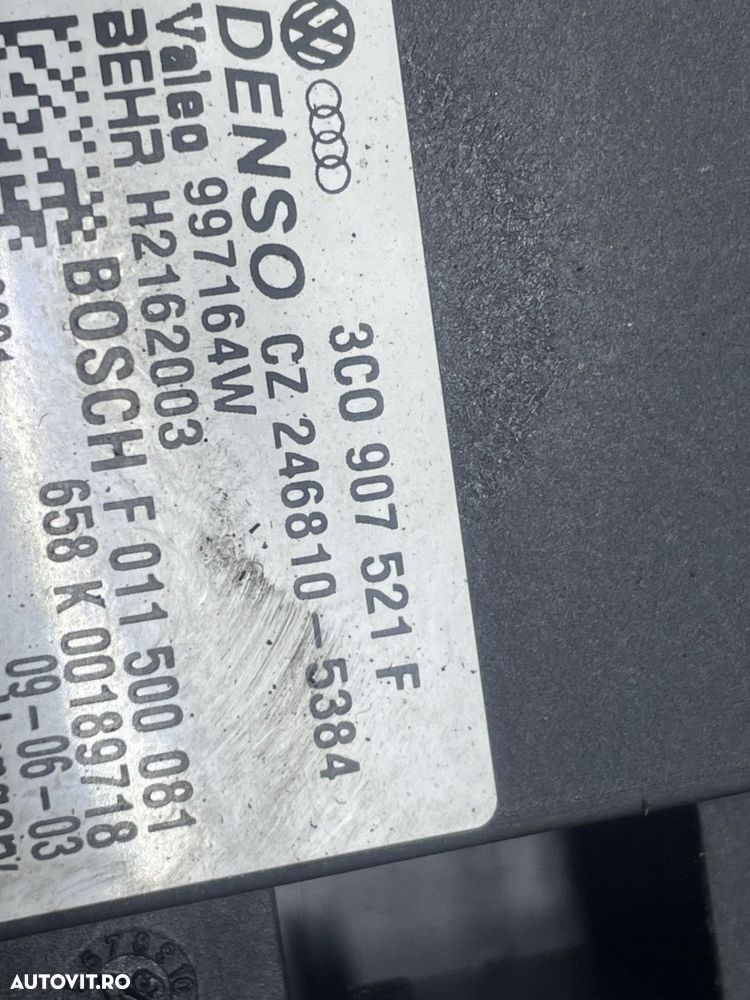 3C0 907 521 F
DENSO CZ 246810-5384
Valeo 997164W
BEHR H2162003
BOSCH F 011 500 081
658 K 00189718
09-06-03
AUTOVIT.RO